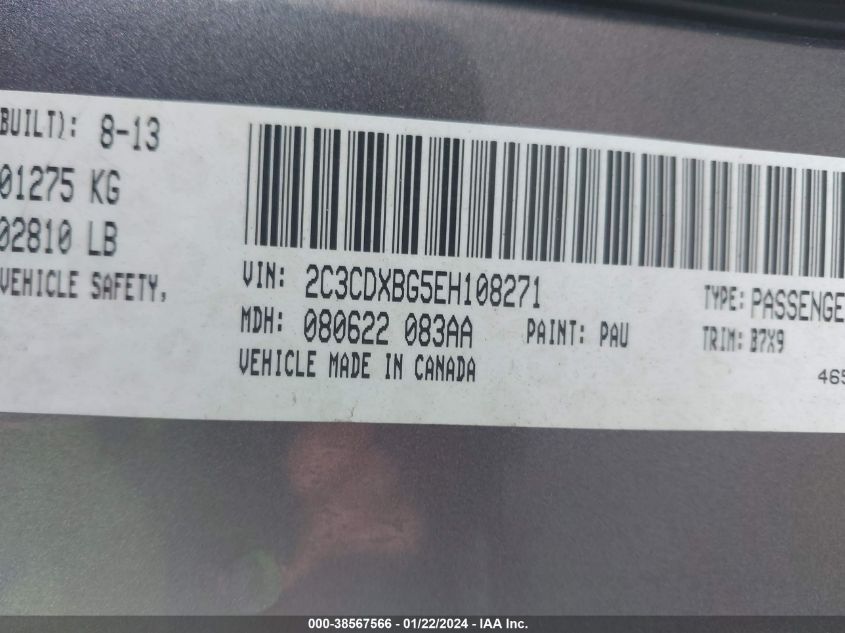 BUILT): 8-13
01275 KG
02810 LB
VEHICLE SAFETY,
VIN: 2C3CDXBG5EH108271
TYPE: PASSENGE
MDH: 080622 083AA
PAINT: PAU
TRIM: B7X9
VEHICLE MADE IN CANADA
465
000-38567566 - 01/22/2024 - IAA Inc.